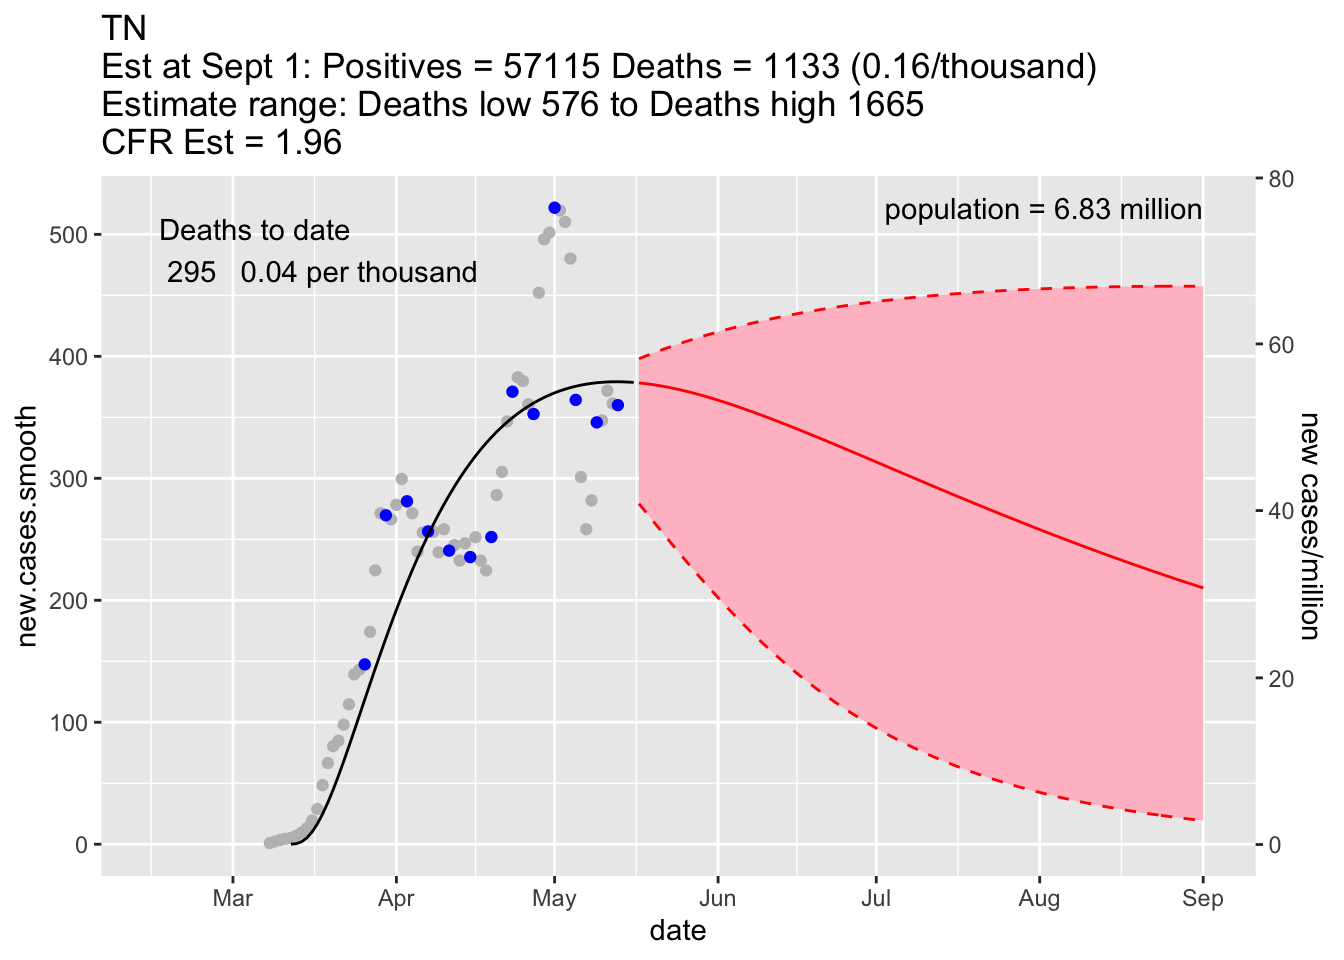 TN
Est at Sept 1: Positives = 57115 Deaths = 1133 (0.16/thousand)
Estimate range: Deaths low 576 to Deaths high 1665
CFR Est = 1.96
Deaths to date
295 0.04 per thousand
population = 6.83 million
new.cases.smooth
500
400
300
200
100
0
80
60
40
20
0
new cases/million
Mar Apr May Jun Jul Aug Sep
date